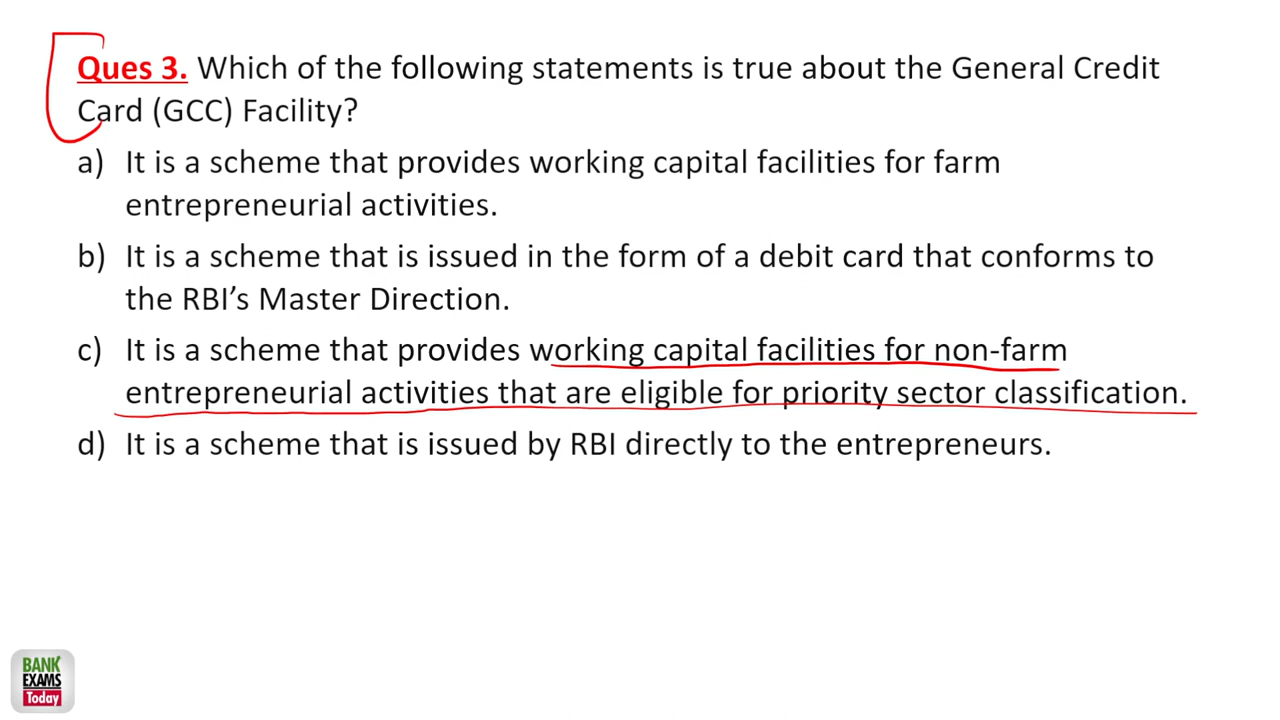 Ques 3. Which of the following statements is true about the General Credit
Card (GCC) Facility?
a) It is a scheme that provides working capital facilities for farm
entrepreneurial activities.
b) It is a scheme that is issued in the form of a debit card that conforms to
the RBI’s Master Direction.
c) It is a scheme that provides working capital facilities for non-farm
entrepreneurial activities that are eligible for priority sector classification.
d) It is a scheme that is issued by RBI directly to the entrepreneurs.
BANK
EXAMS
Today